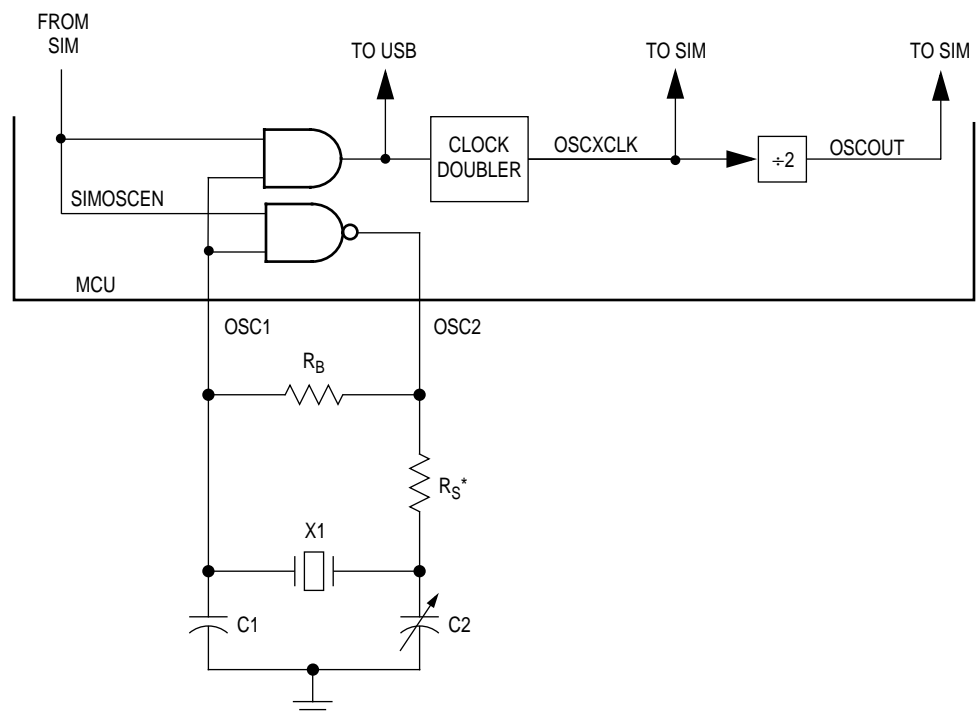 FROM
SIM
TO USB
TO SIM
TO SIM
CLOCK
DOUBLER
OSCXCLK
÷2
OSCOUT
SIMOSCEN
MCU
OSC1
OSC2
RB
RS*
X1
C1
C2